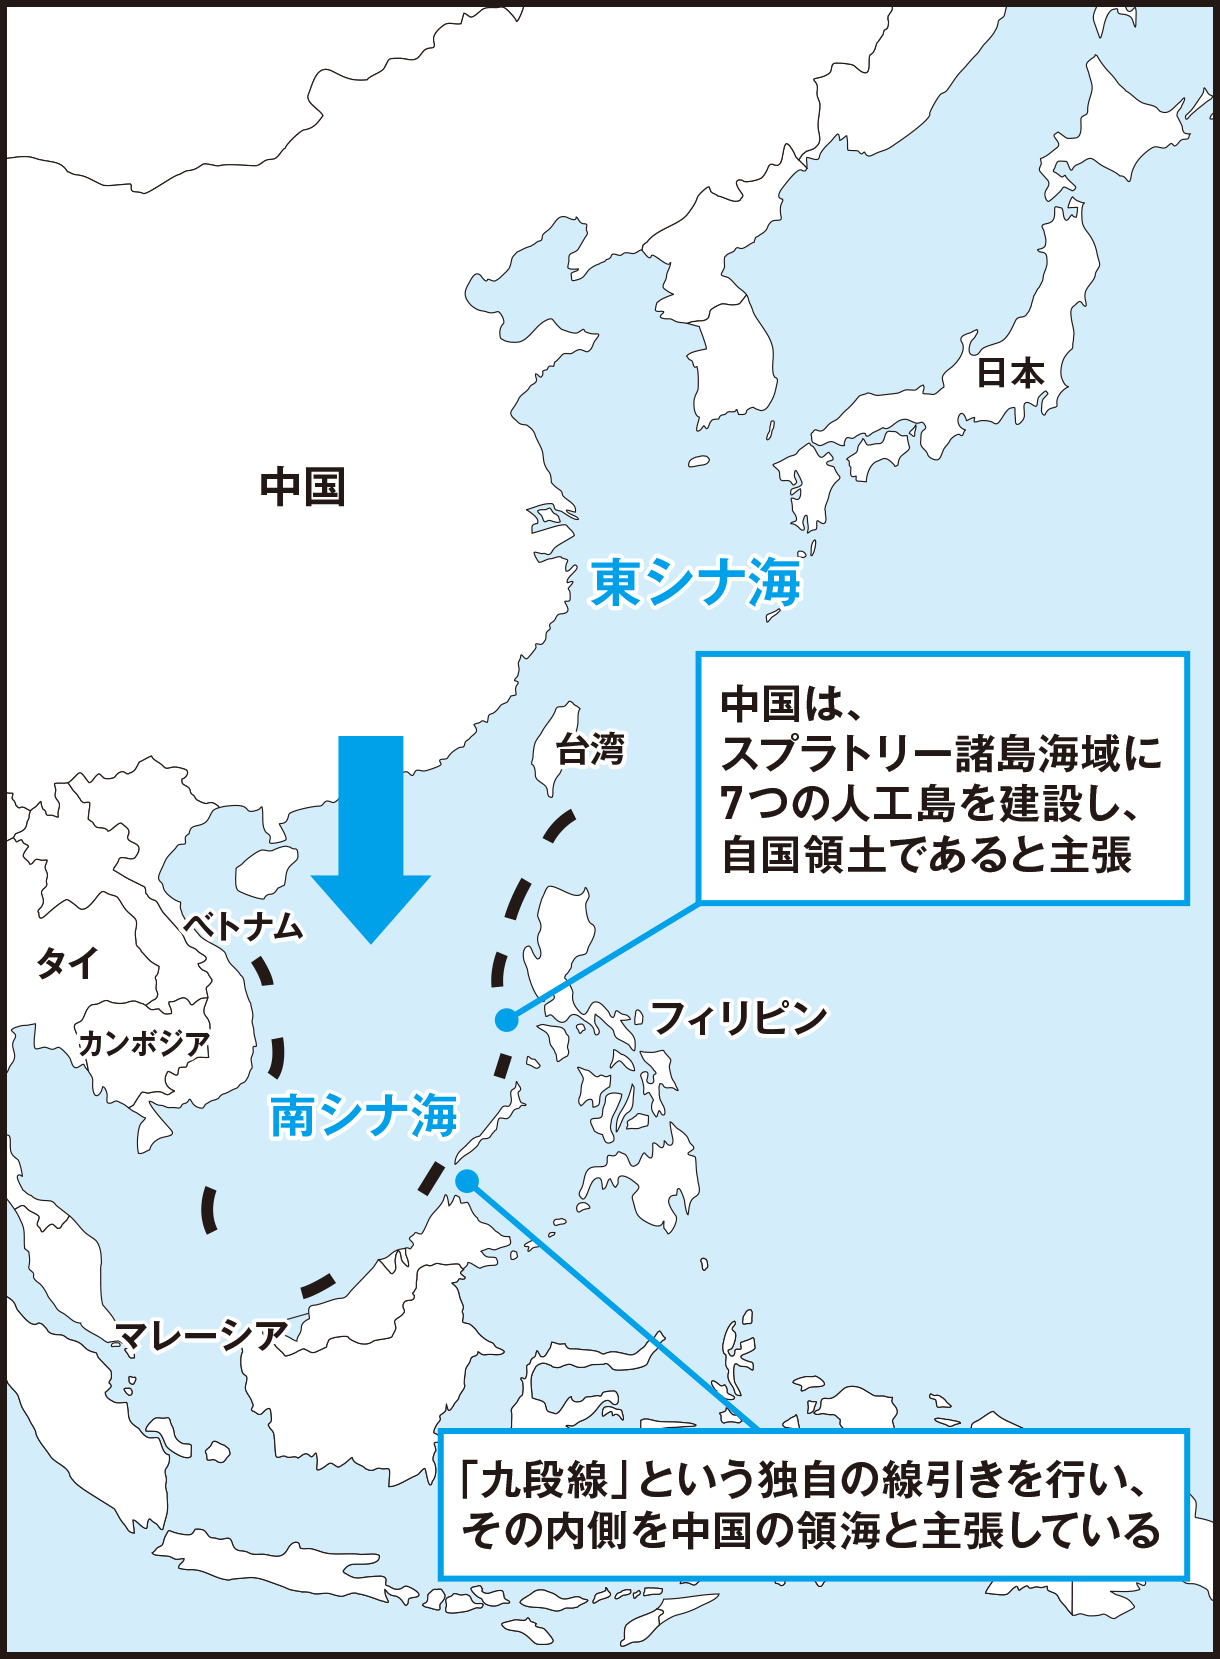 日本
中国
東シナ海
中国は、
スプラトリー諸島海域に
7つの人工島を建設し、
自国領土であると主張
台湾
ベトナム
タイ
フィリピン
カンボジア
南シナ海
マレーシア
「九段線」という独自の線引きを行い、
その内側を中国の領海と主張している